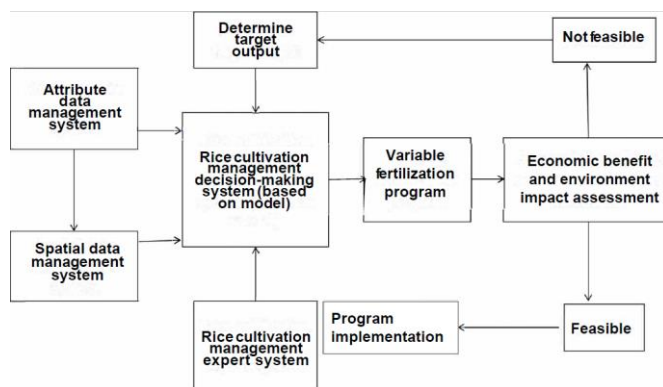 Determine
target
output
Not feasible
Attribute
data
management
system
Rice cultivation
management
decision-making
system (based
on model)
Variable
fertilization
program
Economic benefit
and environment
impact assessment
Spatial data
management
system
Rice cultivation
management
expert system
Program
implementation
Feasible